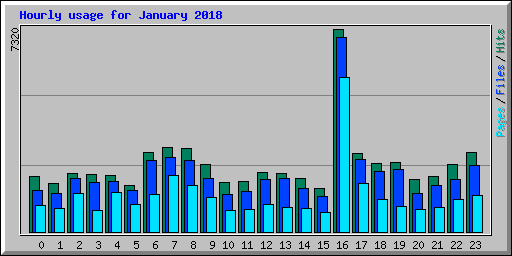 Hourly usage for January 2018
7320
Pages / Files / Hits
0 1 2 3 4 5 6 7 8 9 10 11 12 13 14 15 16 17 18 19 20 21 22 23